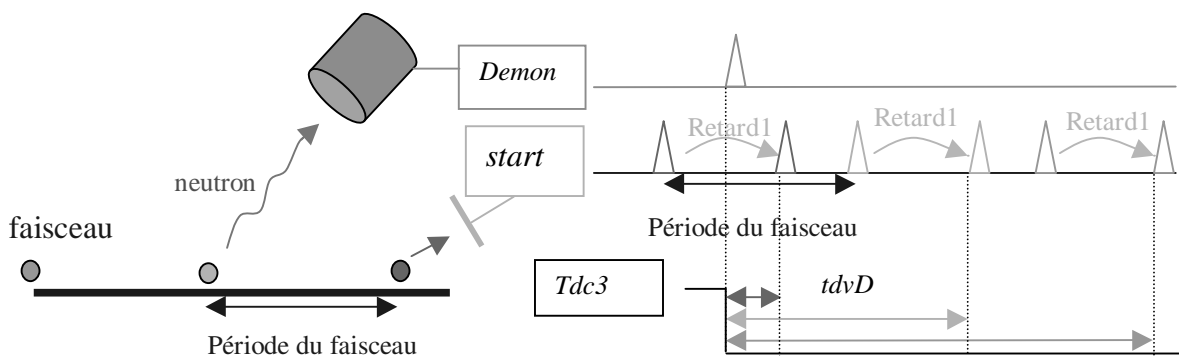 Demon
Retard1 Retard1 Retard1
start
neutron
faisceau
Période du faisceau
Tdc3
tdvD
Période du faisceau